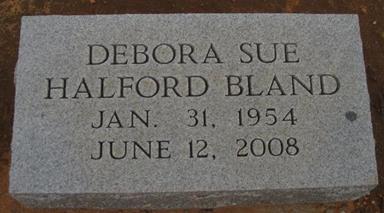 DEBORA SUE
HALFORD BLAND
JAN. 31, 1954
JUNE 12, 2008